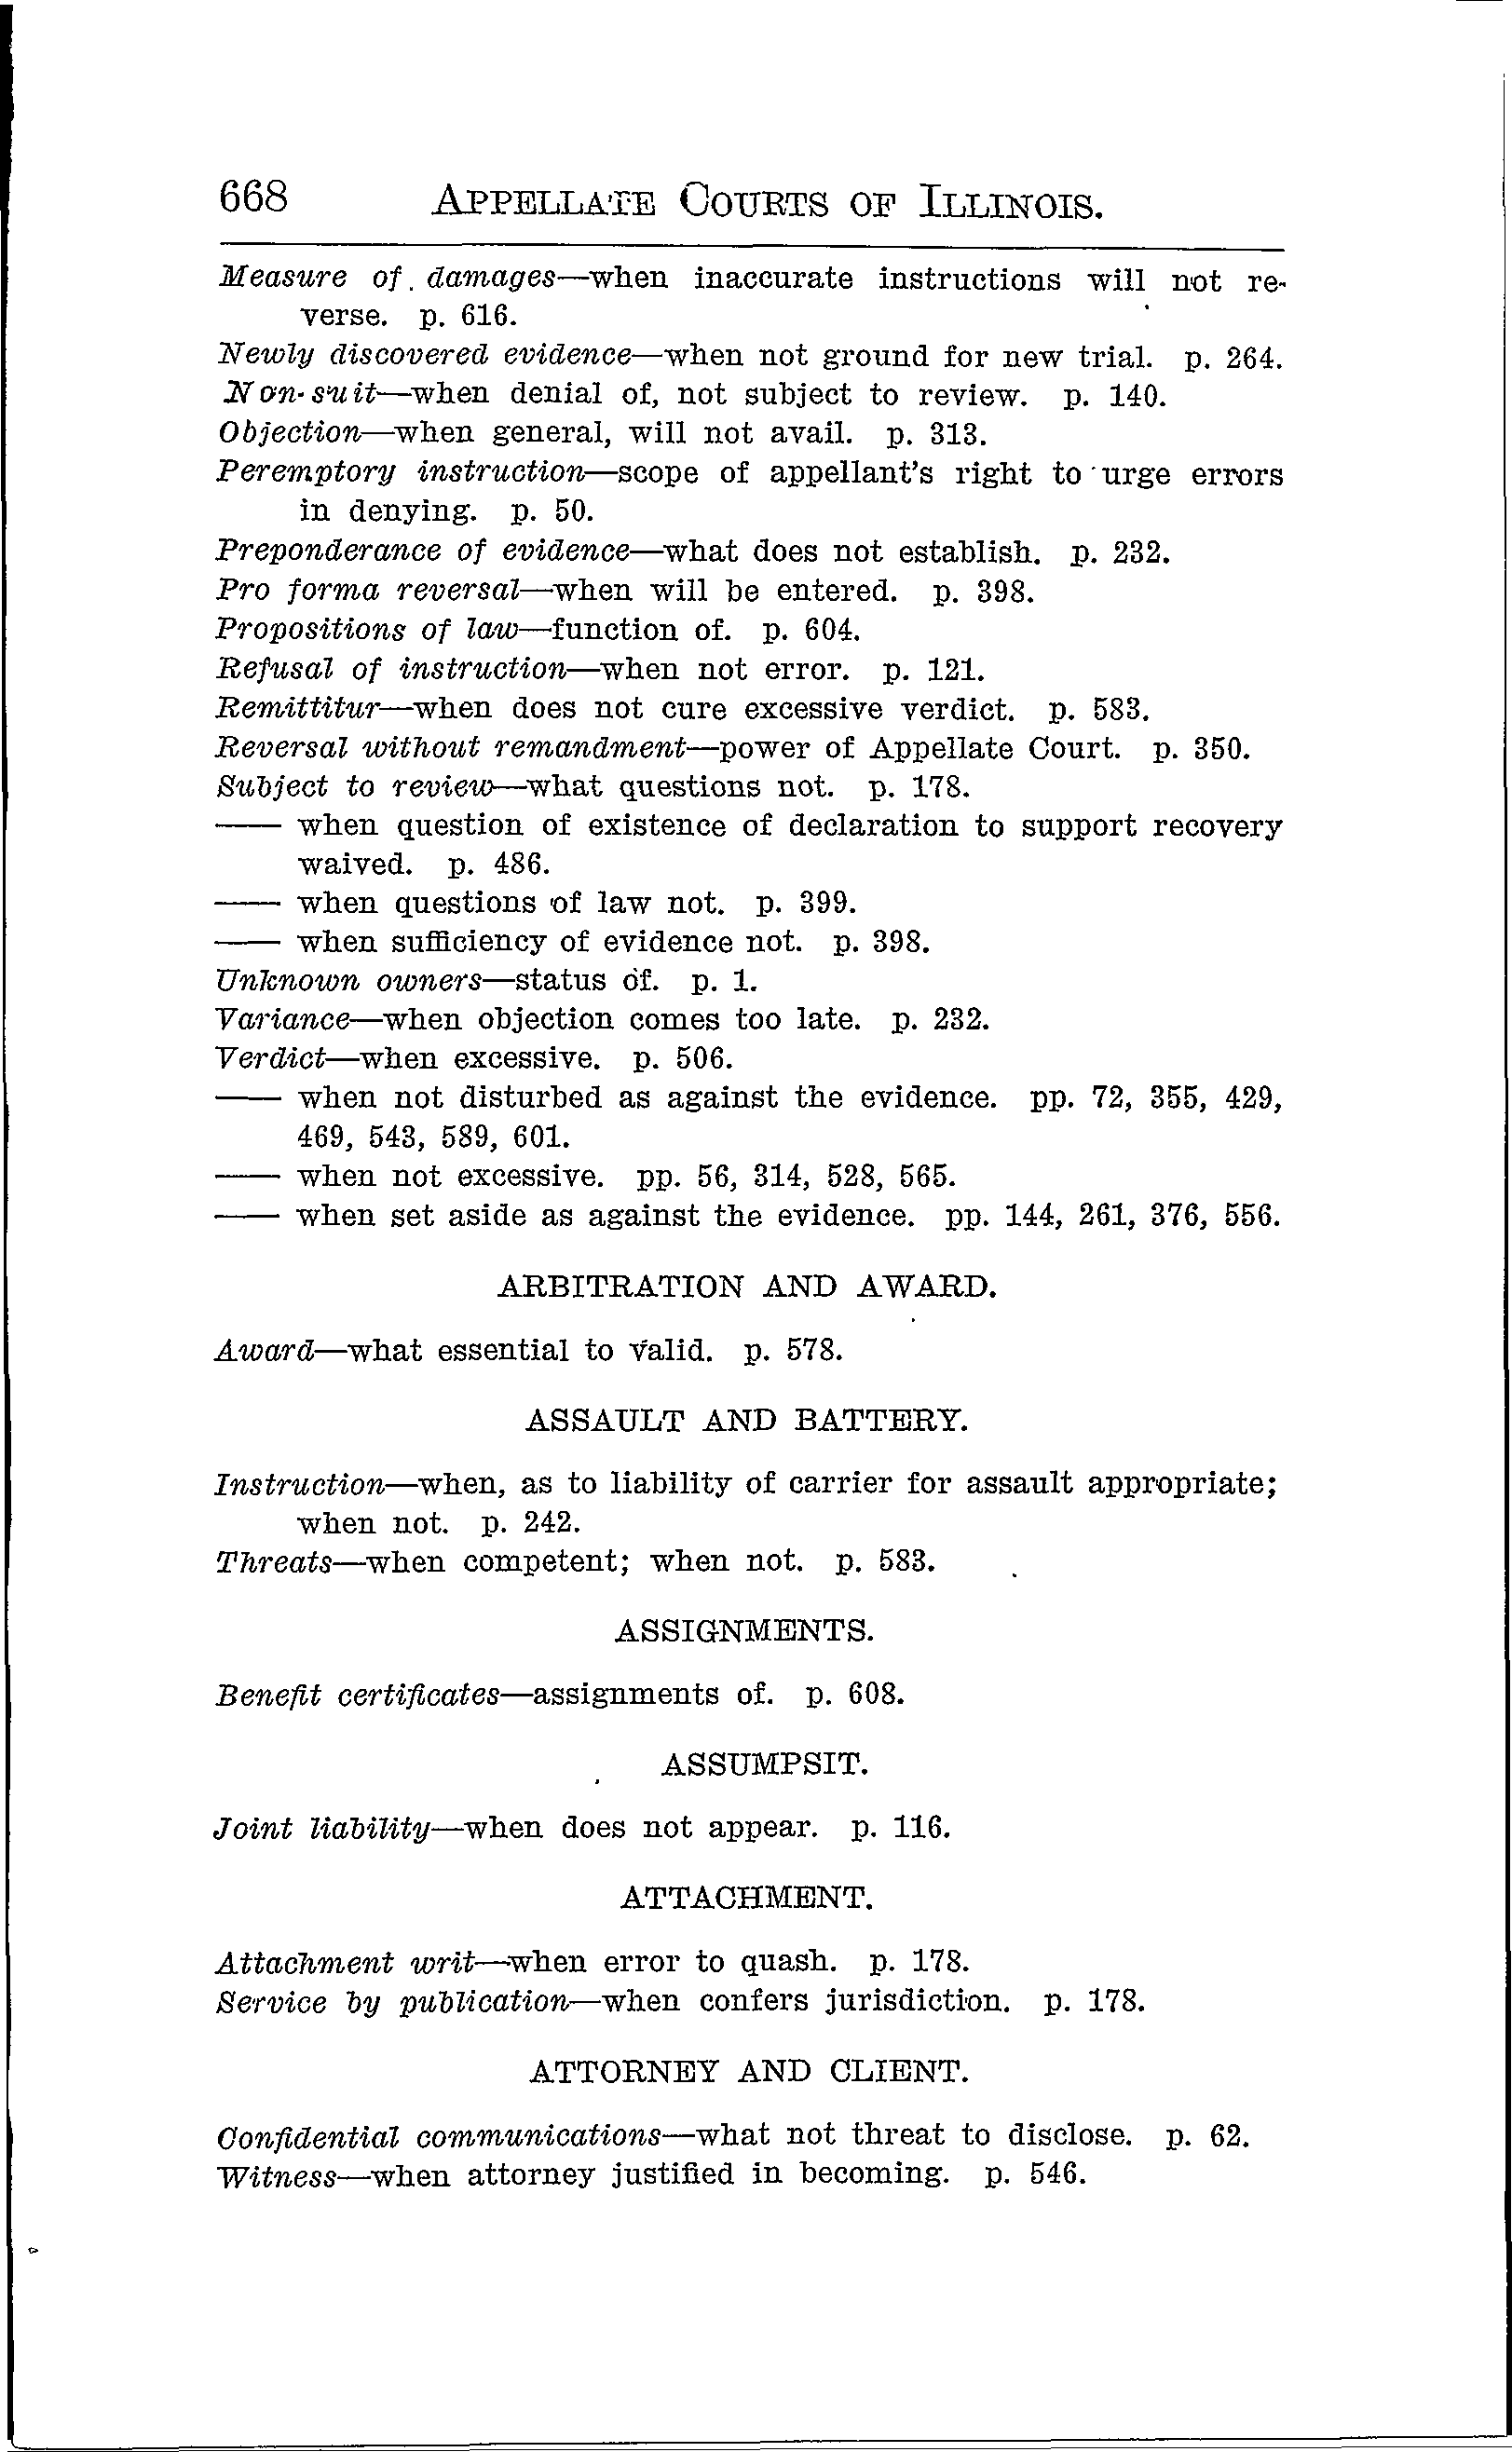 668 APPELLATE COURTS OF ILLINOIS.
Measure of damages—when inaccurate instructions will not re-
verse. p. 616.
Newly discovered evidence—when not ground for new trial. p. 264.
Non-suit—when denial of, not subject to review. p. 140.
Objection—when general, will not avail. p. 313.
Peremptory instruction—scope of appellant's right to urge errors
in denying. p. 50.
Preponderance of evidence—what does not establish. p. 232.
Pro forma reversal—when will be entered. p. 398.
Propositions of law—function of. p. 604.
Refusal of instruction—when not error. p. 121.
Remittitur—when does not cure excessive verdict. p. 583.
Reversal without remandment—power of Appellate Court. p. 350.
Subject to review—what questions not. p. 178.
—— when question of existence of declaration to support recovery
waived. p. 486.
—— when questions of law not. p. 399.
—— when sufficiency of evidence not. p. 398.
Unknown owners—status of. p. 1.
Variance—when objection comes too late. p. 232.
Verdict—when excessive. p. 506.
—— when not disturbed as against the evidence. pp. 72, 355, 429,
469, 543, 589, 601.
—— when not excessive. pp. 56, 314, 528, 565.
—— when set aside as against the evidence. pp. 144, 261, 376, 556.
ARBITRATION AND AWARD.
Award—what essential to valid. p. 578.
ASSAULT AND BATTERY.
Instruction—when, as to liability of carrier for assault appropriate;
when not. p. 242.
Threats—when competent; when not. p. 583.
ASSIGNMENTS.
Benefit certificates—assignments of. p. 608.
ASSUMPSIT.
Joint liability—when does not appear. p. 116.
ATTACHMENT.
Attachment writ—when error to quash. p. 178.
Service by publication—when confers jurisdiction. p. 178.
ATTORNEY AND CLIENT.
Confidential communications—what not threat to disclose. p. 62.
Witness—when attorney justified in becoming. p. 546.